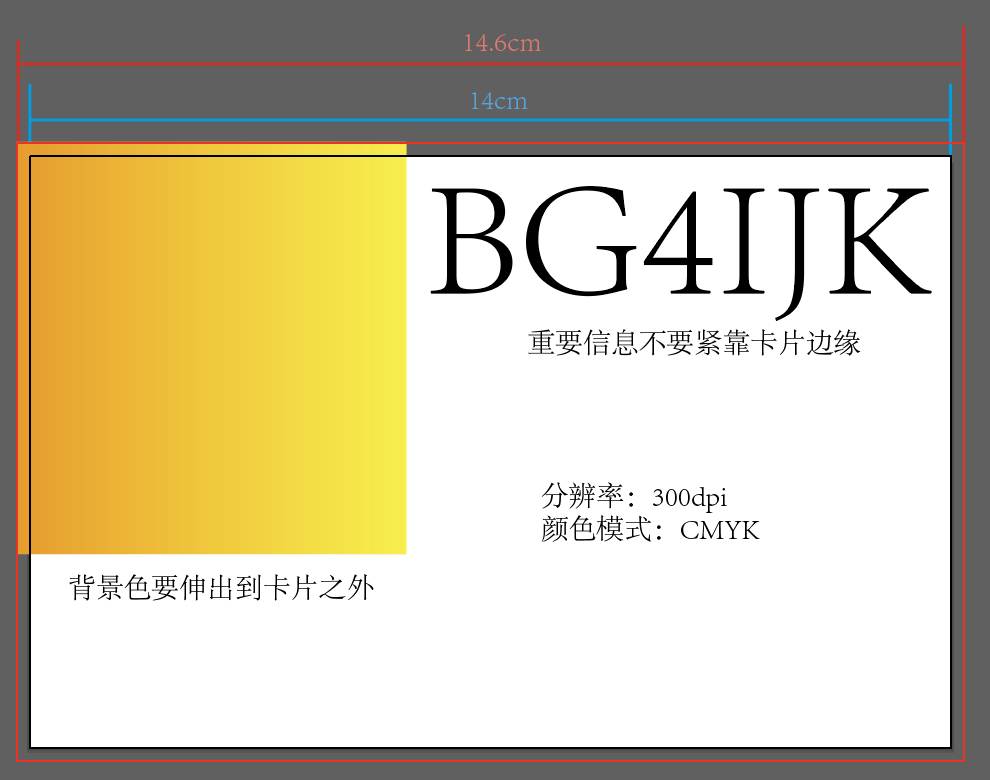 14.6cm
14cm
BG4IJK
重要信息不要紧靠卡片边缘
分辨率：300dpi
颜色模式：CMYK
背景色要伸出到卡片之外